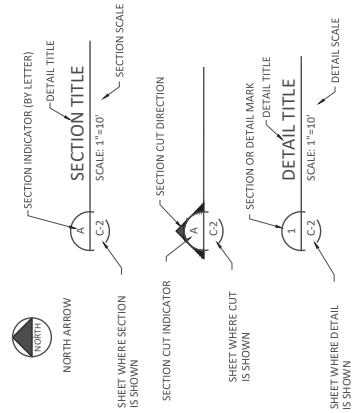 NORTH
NORTH ARROW
SECTION INDICATOR (BY LETTER)
DETAIL TITLE
A
C-2
SECTION TITLE
SCALE: 1"=10'
SECTION SCALE
SHEET WHERE SECTION
IS SHOWN
SECTION CUT INDICATOR
SECTION CUT DIRECTION
A
C-2
SHEET WHERE CUT
IS SHOWN
SECTION OR DETAIL MARK
DETAIL TITLE
1
C-2
DETAIL TITLE
SCALE: 1"=10'
DETAIL SCALE
SHEET WHERE DETAIL
IS SHOWN